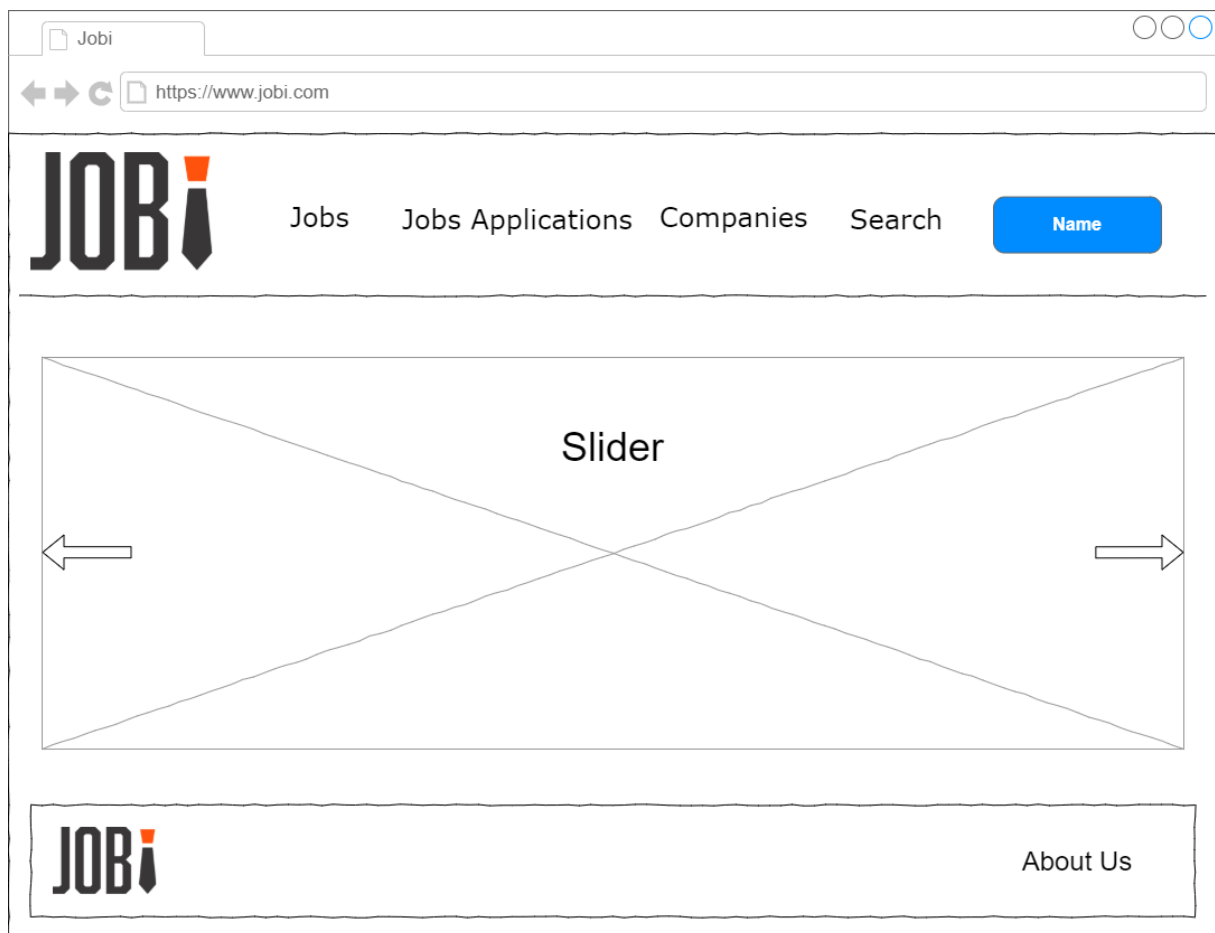 Jobi
https://www.jobi.com
JOBi
Jobs
Jobs Applications
Companies
Search
Name
Slider
JOBi
About Us